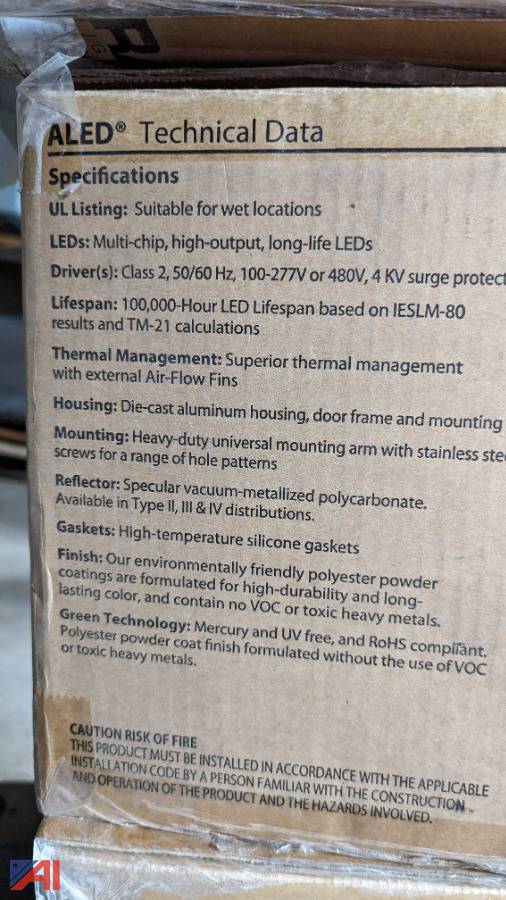 ALED® Technical Data
Specifications
UL Listing: Suitable for wet locations
LEDs: Multi-chip, high-output, long-life LEDs
Driver(s): Class 2, 50/60 Hz, 100-277V or 480V, 4 KV surge protect
Lifespan: 100,000-Hour LED Lifespan based on IESLM-80
results and TM-21 calculations
Thermal Management: Superior thermal management
with external Air-Flow Fins
Housing: Die-cast aluminum housing, door frame and mounting
Mounting: Heavy-duty universal mounting arm with stainless stee
screws for a range of hole patterns
Reflector: Specular vacuum-metallized polycarbonate.
Available in Type II, III & IV distributions.
Gaskets: High-temperature silicone gaskets
Finish: Our environmentally friendly polyester powder
coatings are formulated for high-durability and long-
lasting color, and contain no VOC or toxic heavy metals.
Green Technology: Mercury and UV free, and RoHS compliant.
Polyester powder coat finish formulated without the use of VOC
or toxic heavy metals.
CAUTION RISK OF FIRE
THIS PRODUCT MUST BE INSTALLED IN ACCORDANCE WITH THE APPLICABLE
INSTALLATION CODE BY A PERSON FAMILIAR WITH THE CONSTRUCTION
AND OPERATION OF THE PRODUCT AND THE HAZARDS INVOLVED.
AI